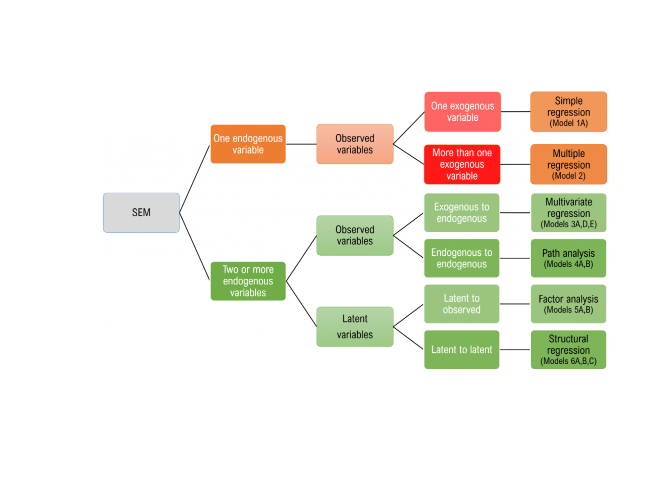 SEM
One endogenous
variable
Observed
variables
One exogenous
variable
Simple
regression
(Model 1A)
More than one
exogenous
variable
Multiple
regression
(Model 2)
Two or more
endogenous
variables
Observed
variables
Exogenous to
endogenous
Multivariate
regression
(Models 3A,D,E)
Endogenous to
endogenous
Path analysis
(Models 4A,B)
Latent
variables
Latent to
observed
Factor analysis
(Models 5A,B)
Latent to latent
Structural
regression
(Models 6A,B,C)